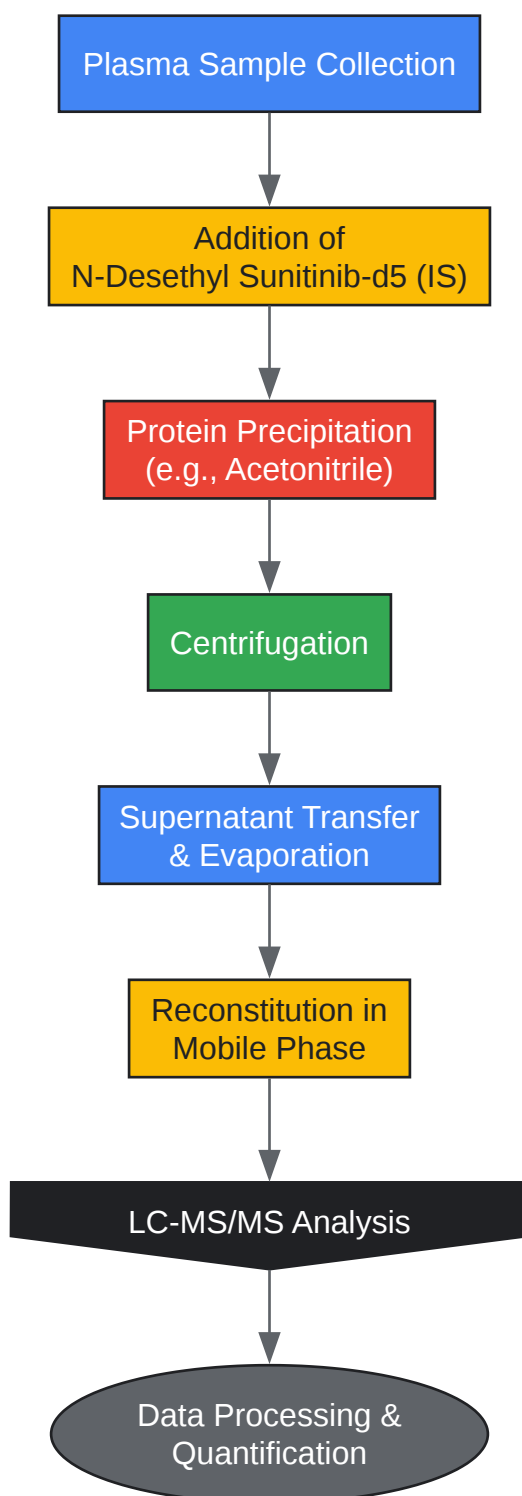 Plasma Sample Collection
Addition of
N-Desethyl Sunitinib-d5 (IS)
Protein Precipitation
(e.g., Acetonitrile)
Centrifugation
Supernatant Transfer
& Evaporation
Reconstitution in
Mobile Phase
LC-MS/MS Analysis
Data Processing &
Quantification